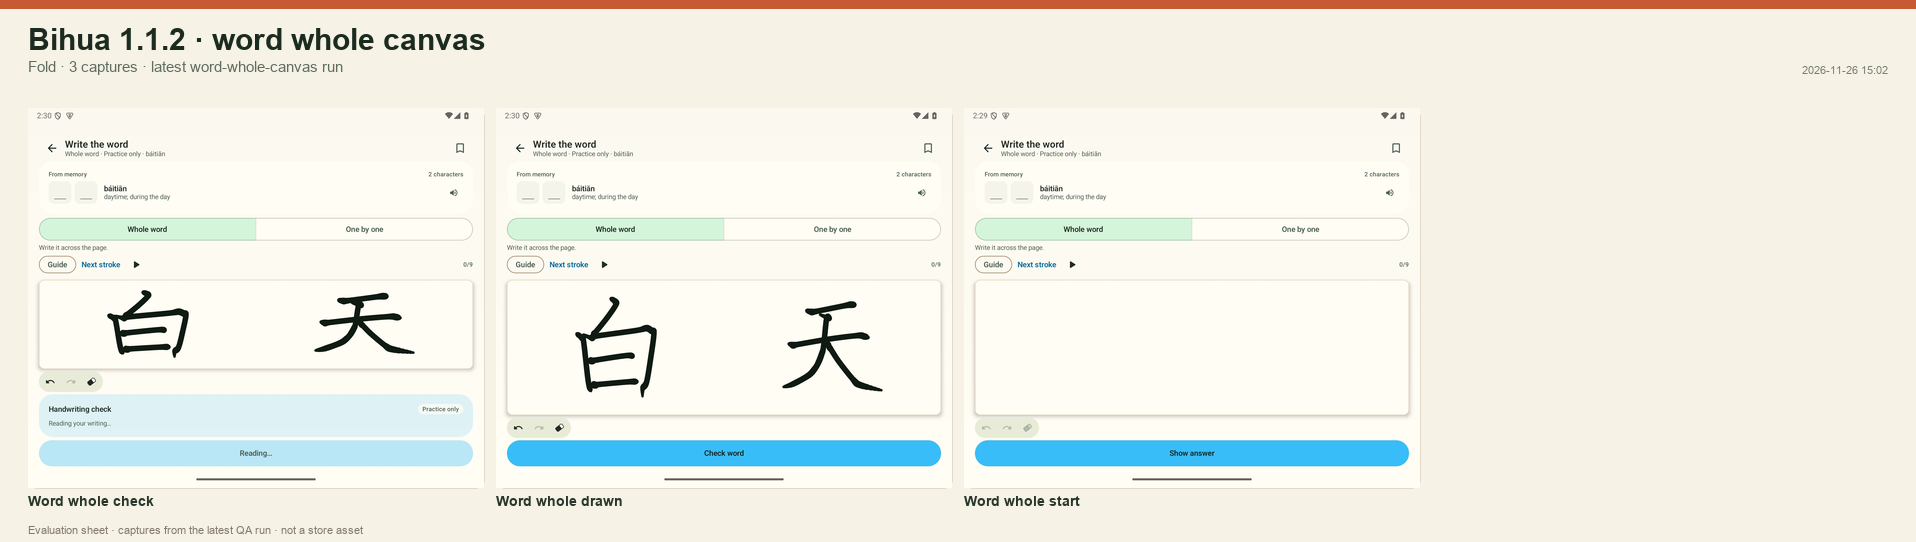 Bihua 1.1.2 · word whole canvas
Fold · 3 captures · latest word-whole-canvas run
2026-11-26 15:02
2:30
Write the word
Whole word · Practice only · báitiān
From memory
2 characters
báitiān
daytime; during the day
Whole word
One by one
Write it across the page.
Guide
Next stroke
0/9
白 天
Handwriting check
Practice only
Reading your writing...
Reading...
Word whole check
2:30
Write the word
Whole word · Practice only · báitiān
From memory
2 characters
báitiān
daytime; during the day
Whole word
One by one
Write it across the page.
Guide
Next stroke
0/9
白 天
Check word
Word whole drawn
2:29
Write the word
Whole word · Practice only · báitiān
From memory
2 characters
báitiān
daytime; during the day
Whole word
One by one
Write it across the page.
Guide
Next stroke
0/9
Show answer
Word whole start
Evaluation sheet · captures from the latest QA run · not a store asset